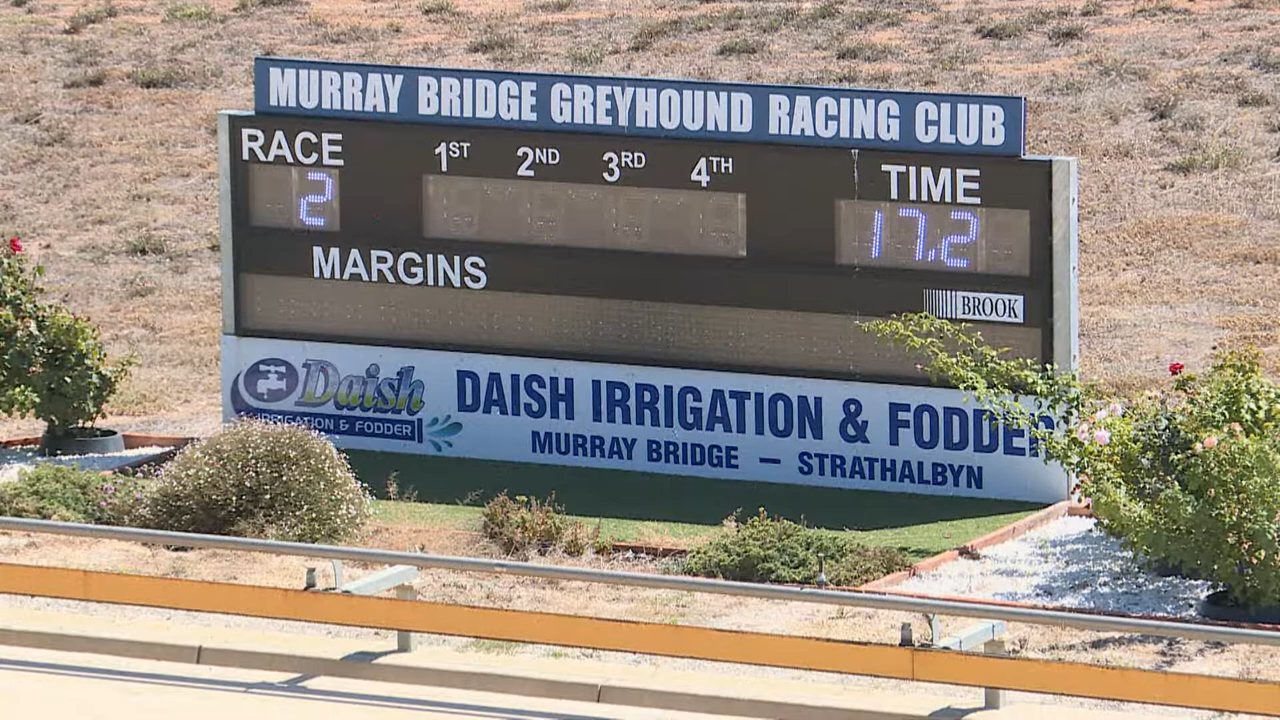 MURRAY BRIDGE GREYHOUND RACING CLUB
RACE 1ST 2ND 3RD 4TH TIME
2 17.2
MARGINS
BROOK
Daish
IRRIGATION & FODDER
DAISH IRRIGATION & FODDER
MURRAY BRIDGE – STRATHALBYN